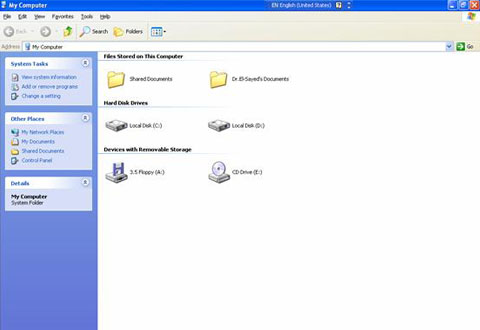 My Computer
EN English (United States)
File Edit View Favorites Tools Help
Back Search Folders
Address My Computer Go
System Tasks
View system information
Add or remove programs
Change a setting
Other Places
My Network Places
My Documents
Shared Documents
Control Panel
Details
My Computer
System Folder
Files Stored on This Computer
Shared Documents
Dr.El-Sayed's Documents
Hard Disk Drives
Local Disk (C:)
Local Disk (D:)
Devices with Removable Storage
3.5 Floppy (A:)
CD Drive (E:)